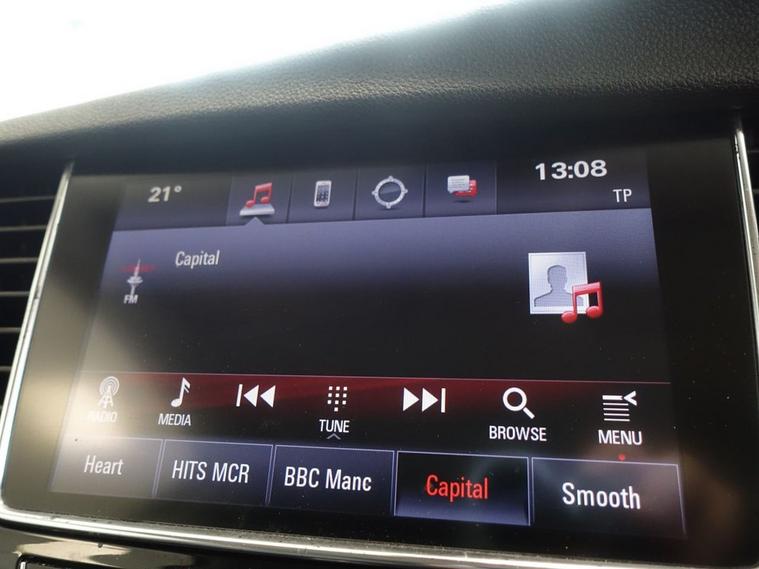 21°
13:08
TP
Capital
FM
RADIO
MEDIA
TUNE
BROWSE
MENU
Heart
HITS MCR
BBC Manc
Capital
Smooth